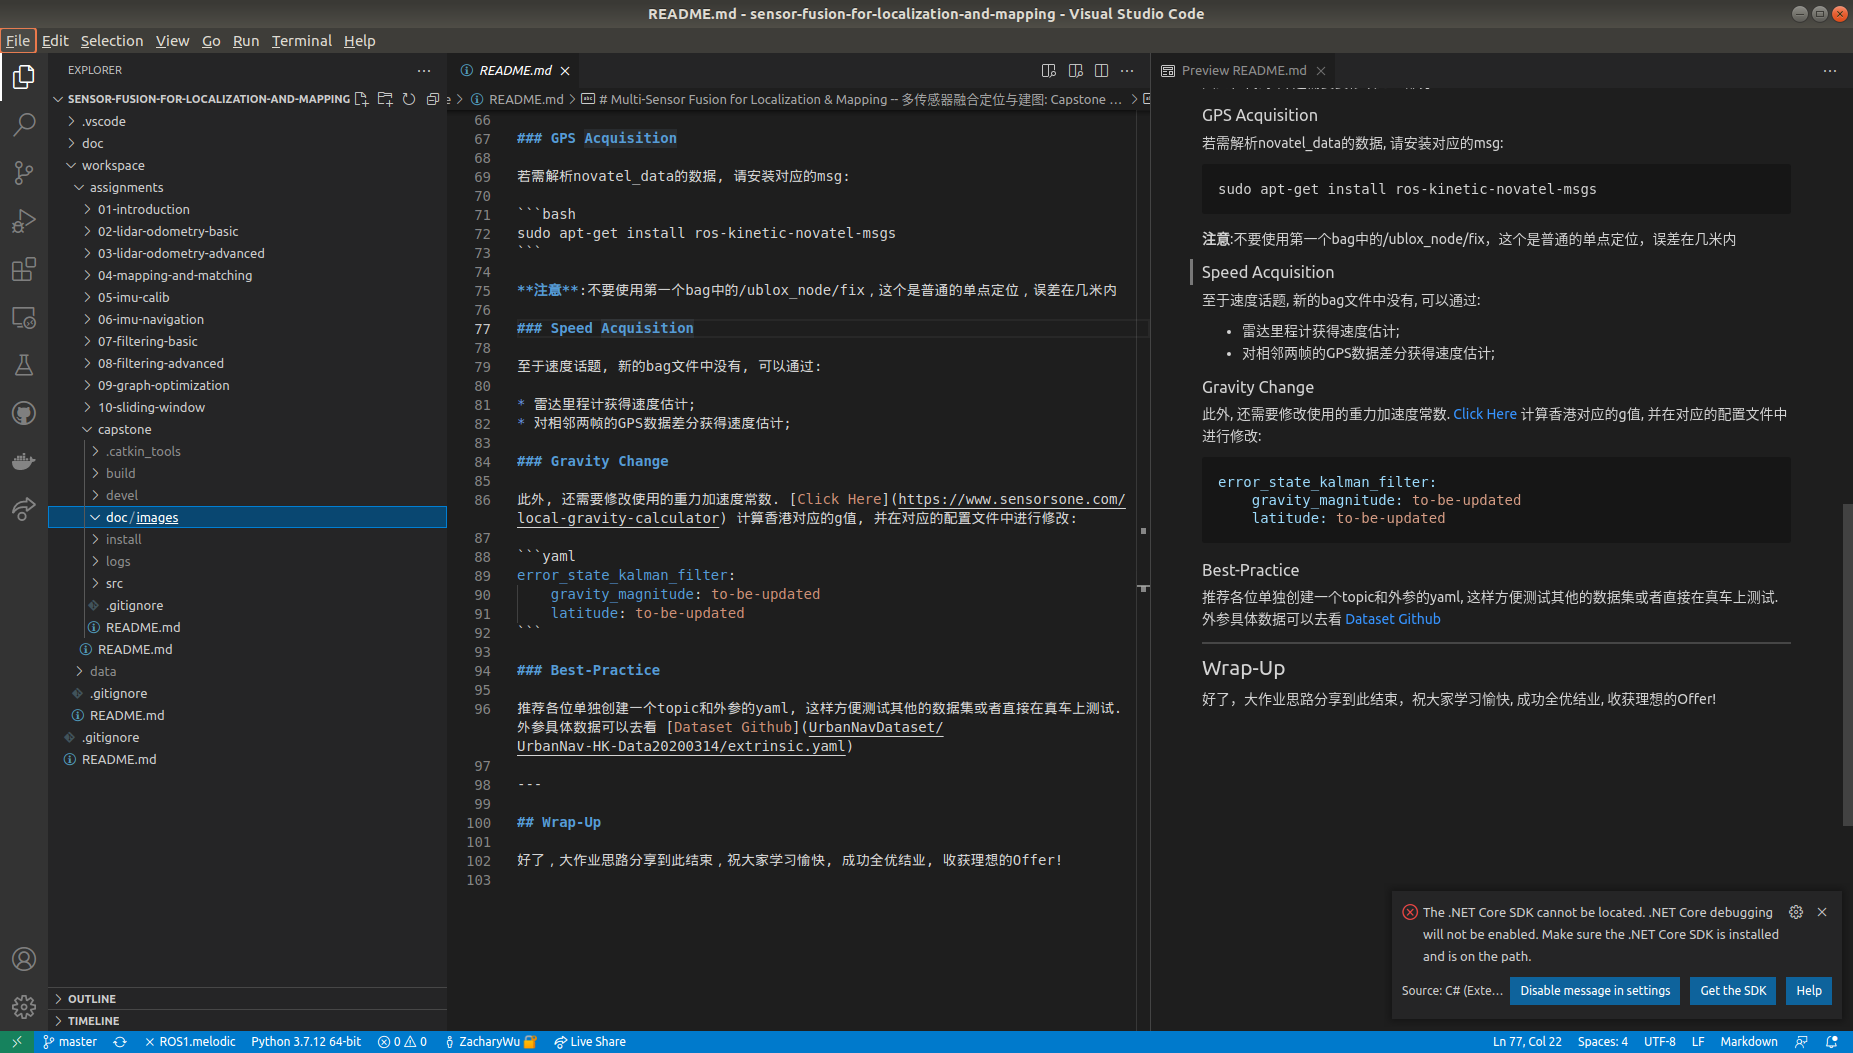 README.md - sensor-fusion-for-localization-and-mapping - Visual Studio Code
File Edit Selection View Go Run Terminal Help
EXPLORER
SENSOR-FUSION-FOR-LOCALIZATION-AND-MAPPING
.vscode
doc
workspace
assignments
01-introduction
02-lidar-odometry-basic
03-lidar-odometry-advanced
04-mapping-and-matching
05-imu-calib
06-imu-navigation
07-filtering-basic
08-filtering-advanced
09-graph-optimization
10-sliding-window
capstone
.catkin_tools
build
devel
doc/images
install
logs
src
.gitignore
README.md
README.md
data
.gitignore
README.md
.gitignore
README.md
OUTLINE
TIMELINE
README.md
e > README.md > # Multi-Sensor Fusion for Localization & Mapping -- 多传感器融合定位与建图: Capstone ... >
66
67 ### GPS Acquisition
68
69 若需解析novatel_data的数据, 请安装对应的msg:
70
71 ```bash
72 sudo apt-get install ros-kinetic-novatel-msgs
73 ```
74
75 **注意**:不要使用第一个bag中的/ublox_node/fix，这个是普通的单点定位，误差在几米内
76
77 ### Speed Acquisition
78
79 至于速度话题, 新的bag文件中没有, 可以通过:
80
81 * 雷达里程计获得速度估计;
82 * 对相邻两帧的GPS数据差分获得速度估计;
83
84 ### Gravity Change
85
86 此外, 还需要修改使用的重力加速度常数. [Click Here](https://www.sensorsone.com/
local-gravity-calculator) 计算香港对应的g值, 并在对应的配置文件中进行修改:
87
88 ```yaml
89 error_state_kalman_filter:
90 gravity_magnitude: to-be-updated
91 latitude: to-be-updated
92 ```
93
94 ### Best-Practice
95
96 推荐各位单独创建一个topic和外参的yaml, 这样方便测试其他的数据集或者直接在真车上测试.
外参具体数据可以去看 [Dataset Github](UrbanNavDataset/
UrbanNav-HK-Data20200314/extrinsic.yaml)
97
98 ---
99
100 ## Wrap-Up
101
102 好了，大作业思路分享到此结束，祝大家学习愉快, 成功全优结业, 收获理想的Offer!
103
Preview README.md
GPS Acquisition
若需解析novatel_data的数据, 请安装对应的msg:
sudo apt-get install ros-kinetic-novatel-msgs
注意:不要使用第一个bag中的/ublox_node/fix，这个是普通的单点定位，误差在几米内
Speed Acquisition
至于速度话题, 新的bag文件中没有, 可以通过:
• 雷达里程计获得速度估计;
• 对相邻两帧的GPS数据差分获得速度估计;
Gravity Change
此外, 还需要修改使用的重力加速度常数. Click Here 计算香港对应的g值, 并在对应的配置文件中
进行修改:
error_state_kalman_filter:
gravity_magnitude: to-be-updated
latitude: to-be-updated
Best-Practice
推荐各位单独创建一个topic和外参的yaml, 这样方便测试其他的数据集或者直接在真车上测试.
外参具体数据可以去看 Dataset Github
Wrap-Up
好了，大作业思路分享到此结束，祝大家学习愉快, 成功全优结业, 收获理想的Offer!
The .NET Core SDK cannot be located. .NET Core debugging
will not be enabled. Make sure the .NET Core SDK is installed
and is on the path.
Source: C# (Exte... Disable message in settings Get the SDK Help
master ROS1.melodic Python 3.7.12 64-bit 0 0 ZacharyWu Live Share Ln 77, Col 22 Spaces: 4 UTF-8 LF Markdown